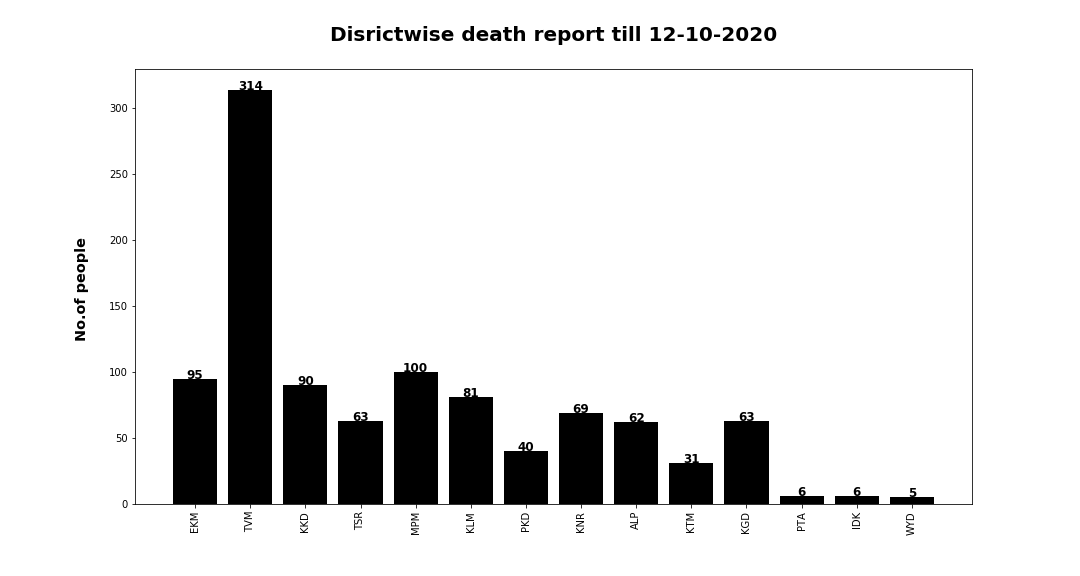 Disrictwise death report till 12-10-2020
No.of people
300
250
200
150
100
50
0
95
314
90
63
100
81
40
69
62
31
63
6
6
5
EKM
TVM
KKD
TSR
MPM
KLM
PKD
KNR
ALP
KTM
KGD
PTA
IDK
WYD